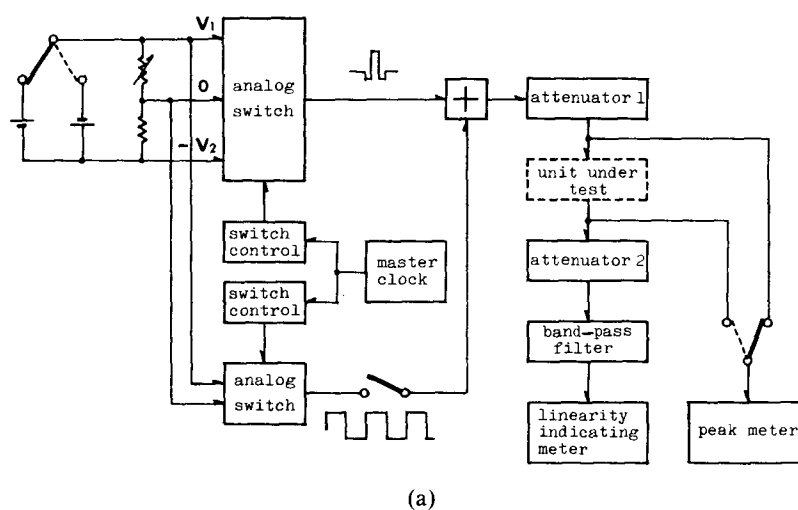 V1
0
- V2
analog
switch
+
attenuator 1
unit under
test
attenuator 2
band-pass
filter
linearity
indicating
meter
peak meter
switch
control
master
clock
switch
control
analog
switch
(a)